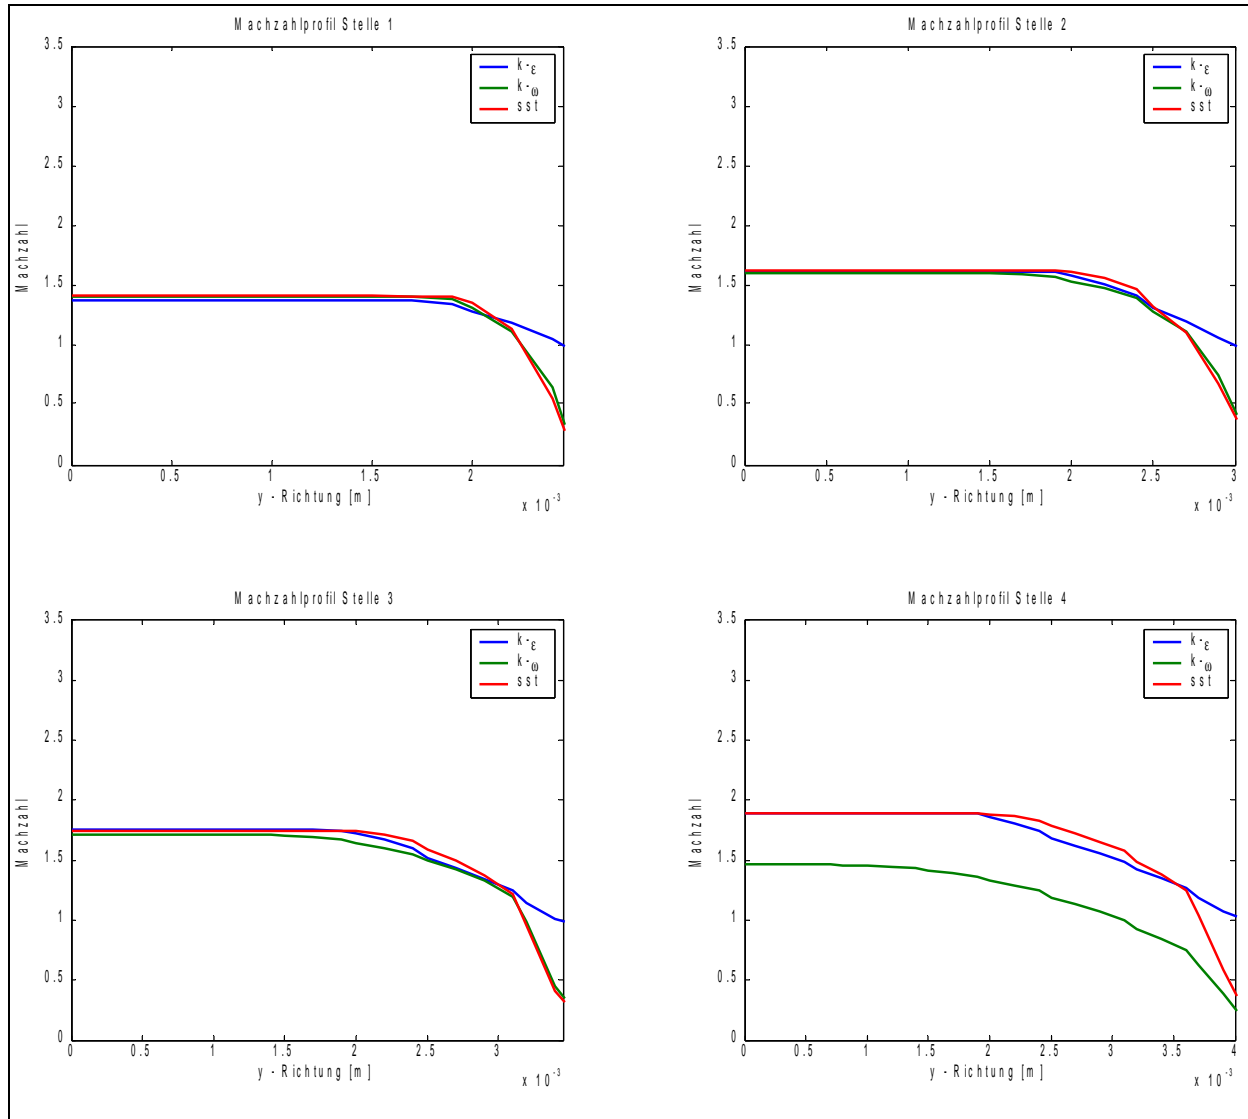 Machzahlprofil Stelle 1
3.5
3
2.5
2
1.5
1
0.5
0
Machzahl
0 0.5 1 1.5 2
y - Richtung [m]
x 10⁻³
k-ε
k-ω
sst
Machzahlprofil Stelle 2
3.5
3
2.5
2
1.5
1
0.5
0
Machzahl
0 0.5 1 1.5 2 2.5 3
y - Richtung [m]
x 10⁻³
k-ε
k-ω
sst
Machzahlprofil Stelle 3
3.5
3
2.5
2
1.5
1
0.5
0
Machzahl
0 0.5 1 1.5 2 2.5 3
y - Richtung [m]
x 10⁻³
k-ε
k-ω
sst
Machzahlprofil Stelle 4
3.5
3
2.5
2
1.5
1
0.5
0
Machzahl
0 0.5 1 1.5 2 2.5 3 3.5 4
y - Richtung [m]
x 10⁻³
k-ε
k-ω
sst